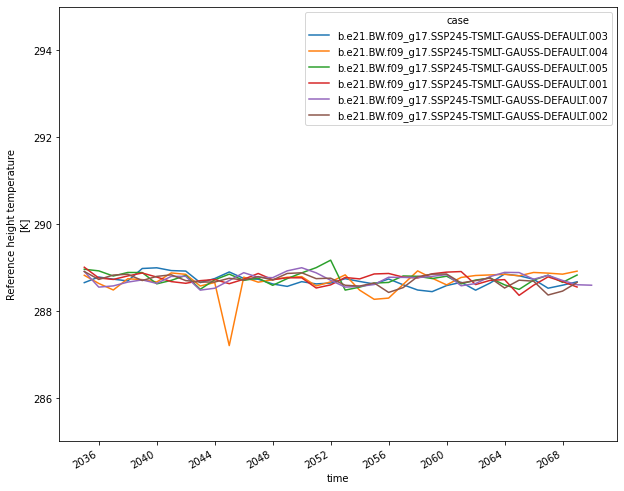 case
b.e21.BW.f09_g17.SSP245-TSMLT-GAUSS-DEFAULT.003
b.e21.BW.f09_g17.SSP245-TSMLT-GAUSS-DEFAULT.004
b.e21.BW.f09_g17.SSP245-TSMLT-GAUSS-DEFAULT.005
b.e21.BW.f09_g17.SSP245-TSMLT-GAUSS-DEFAULT.001
b.e21.BW.f09_g17.SSP245-TSMLT-GAUSS-DEFAULT.007
b.e21.BW.f09_g17.SSP245-TSMLT-GAUSS-DEFAULT.002
294
292
290
288
286
Reference height temperature
[K]
2036
2040
2044
2048
2052
2056
2060
2064
2068
time